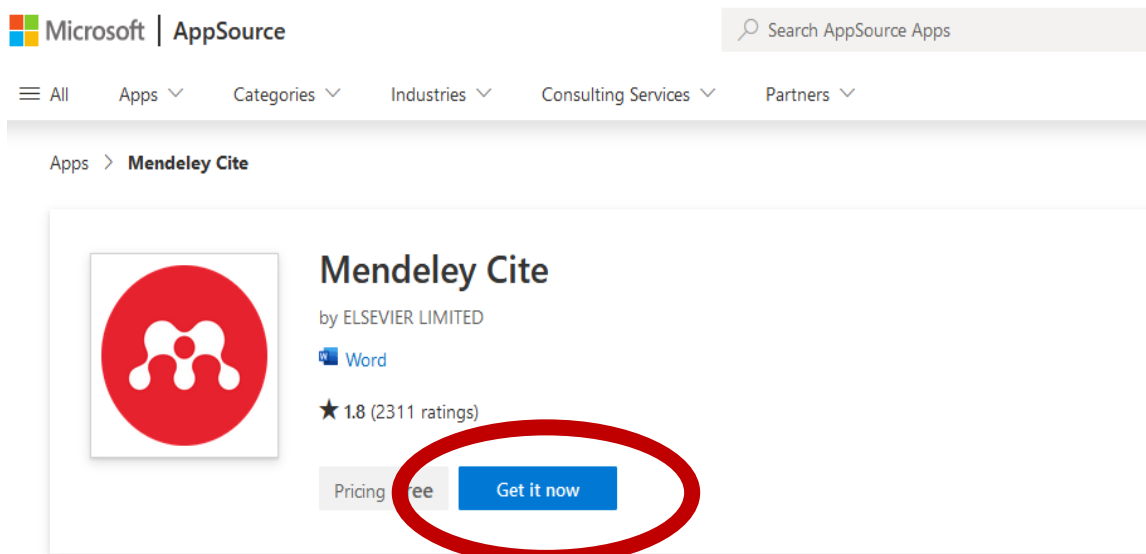 Microsoft | AppSource
Search AppSource Apps
All Apps Categories Industries Consulting Services Partners
Apps > Mendeley Cite
Mendeley Cite
by ELSEVIER LIMITED
Word
★ 1.8 (2311 ratings)
Pricing ree Get it now